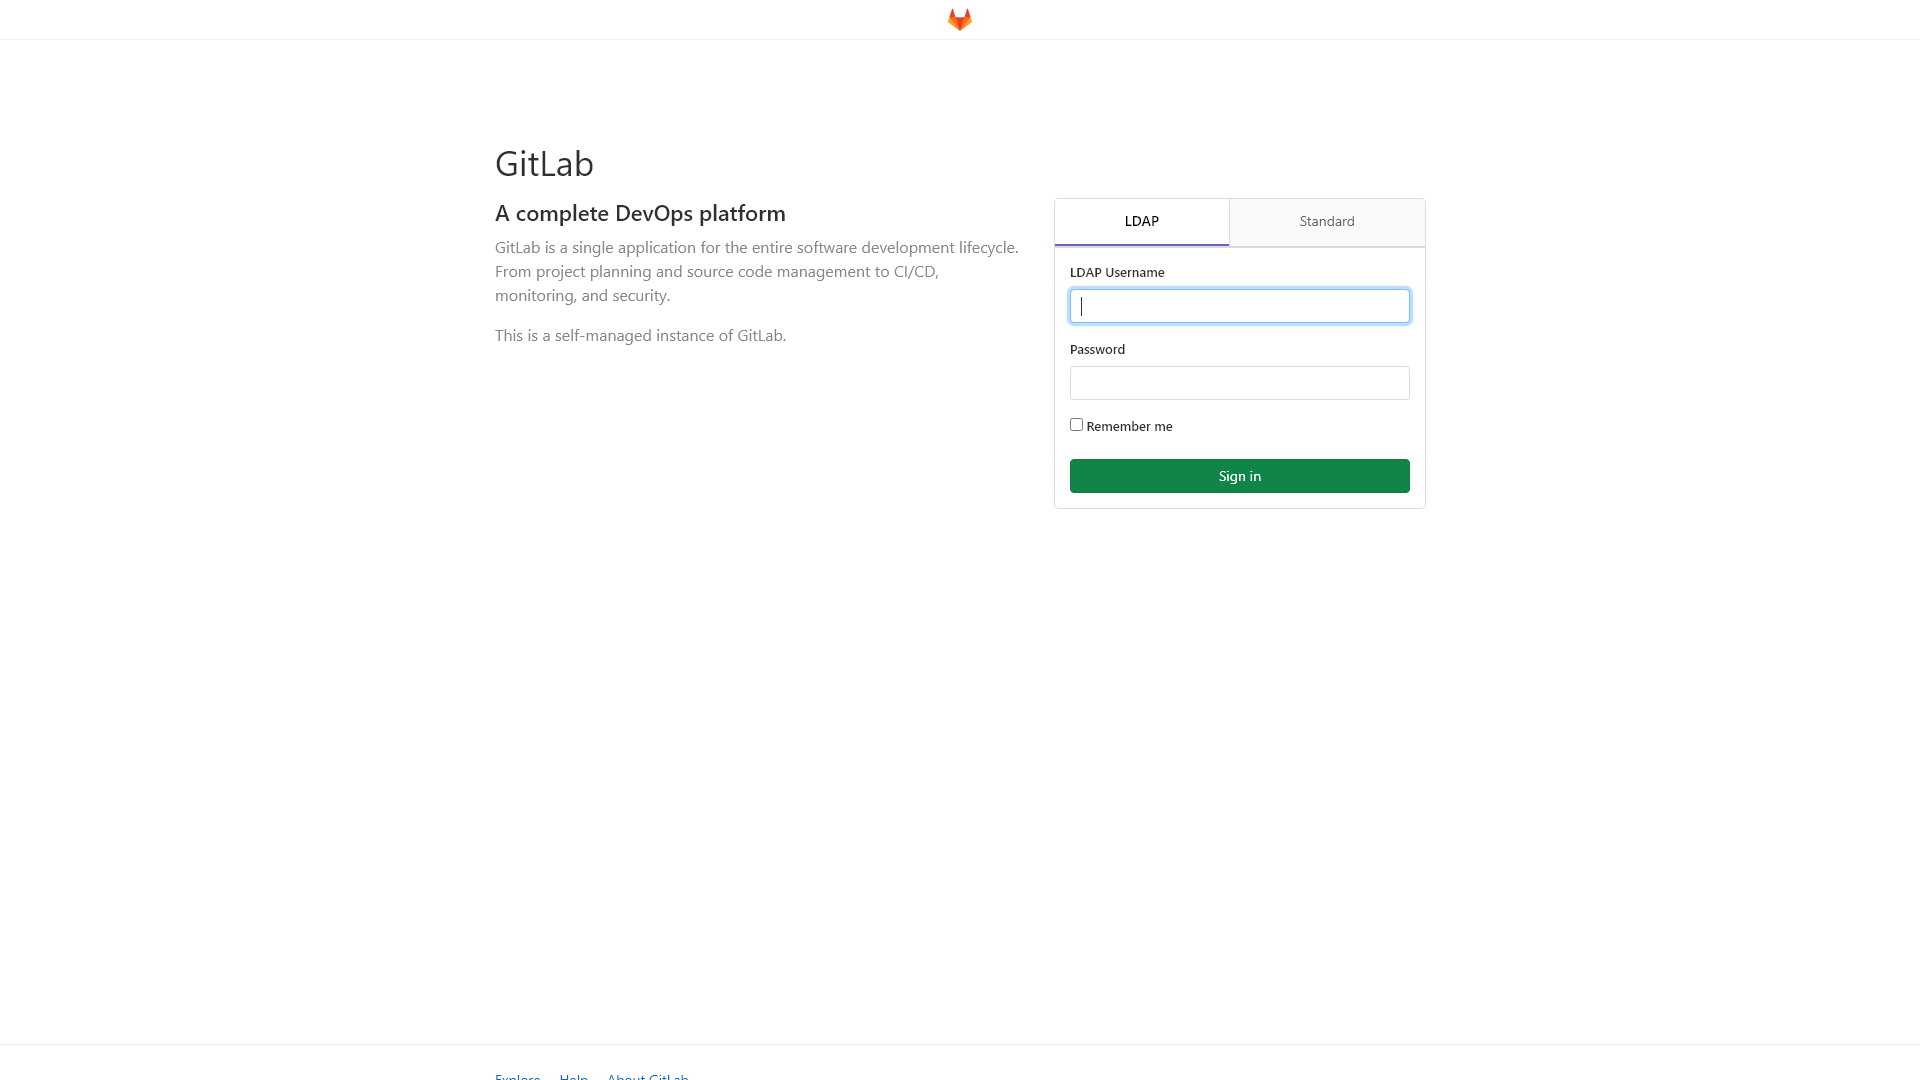 GitLab
A complete DevOps platform
GitLab is a single application for the entire software development lifecycle.
From project planning and source code management to CI/CD,
monitoring, and security.
This is a self-managed instance of GitLab.
LDAP
Standard
LDAP Username
Password
Remember me
Sign in
Explore
Help
About GitLab